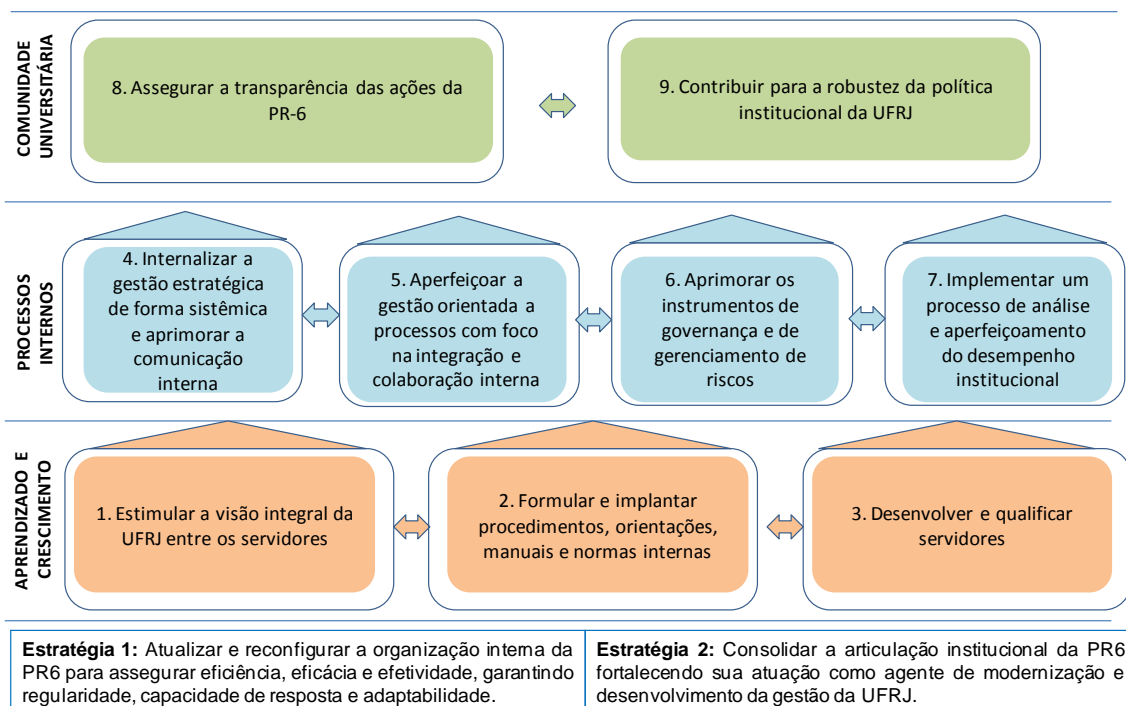 COMUNIDADE
UNIVERSITÁRIA
8. Assegurar a transparência das ações da
PR-6
9. Contribuir para a robustez da política
institucional da UFRJ
PROCESSOS
INTERNOS
4. Internalizar a
gestão estratégica
de forma sistêmica
e aprimorar a
comunicação
interna
5. Aperfeiçoar a
gestão orientada a
processos com foco
na integração e
colaboração interna
6. Aprimorar os
instrumentos de
governança e de
gerenciamento de
riscos
7. Implementar um
processo de análise
e aperfeiçoamento
do desempenho
institucional
APRENDIZADO E
CRESCIMENTO
1. Estimular a visão integral da
UFRJ entre os servidores
2. Formular e implantar
procedimentos, orientações,
manuais e normas internas
3. Desenvolver e qualificar
servidores
Estratégia 1: Atualizar e reconfigurar a organização interna da
PR6 para assegurar eficiência, eficácia e efetividade, garantindo
regularidade, capacidade de resposta e adaptabilidade.
Estratégia 2: Consolidar a articulação institucional da PR6
fortalecendo sua atuação como agente de modernização e
desenvolvimento da gestão da UFRJ.